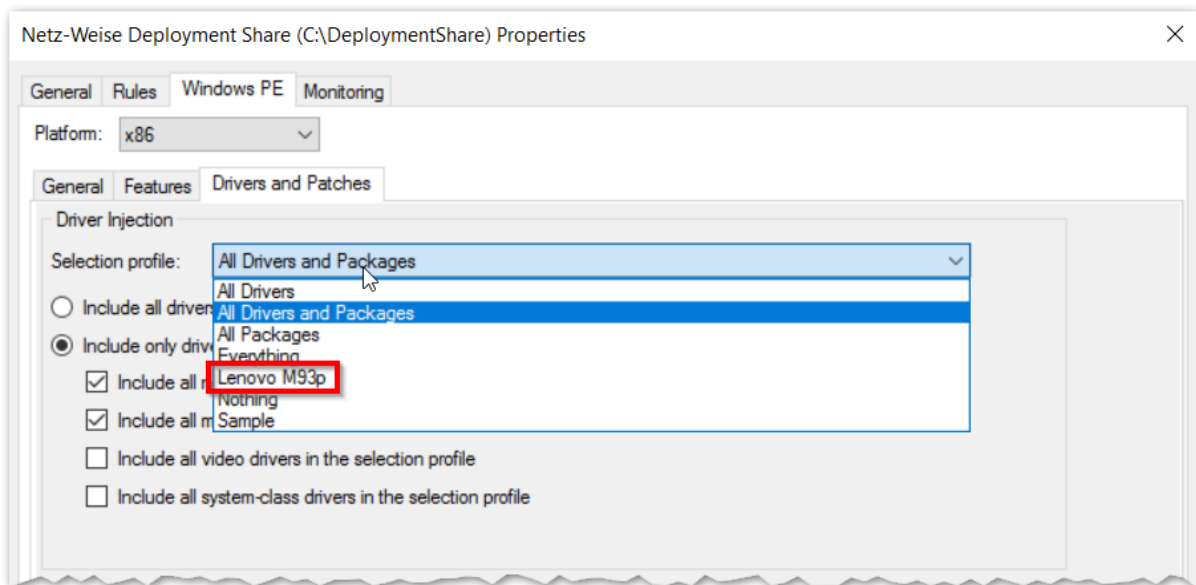 Netz-Weise Deployment Share (C:\DeploymentShare) Properties
General Rules Windows PE Monitoring
Platform: x86
General Features Drivers and Patches
Driver Injection
Selection profile: All Drivers and Packages
All Drivers
Include all driver
All Drivers and Packages
All Packages
Include only drive
Everything
Lenovo M93p
Include all
Nothing
Include all
Sample
Include all video drivers in the selection profile
Include all system-class drivers in the selection profile